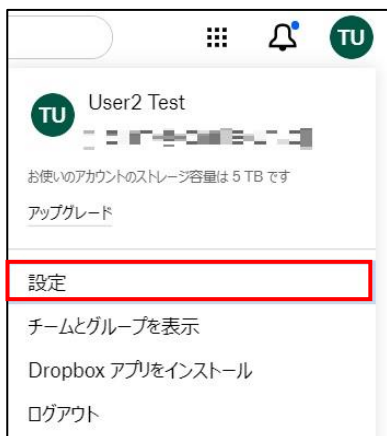 TU
TU
User2 Test
お使いのアカウントのストレージ容量は 5 TB です
アップグレード
設定
チームとグループを表示
Dropbox アプリをインストール
ログアウト